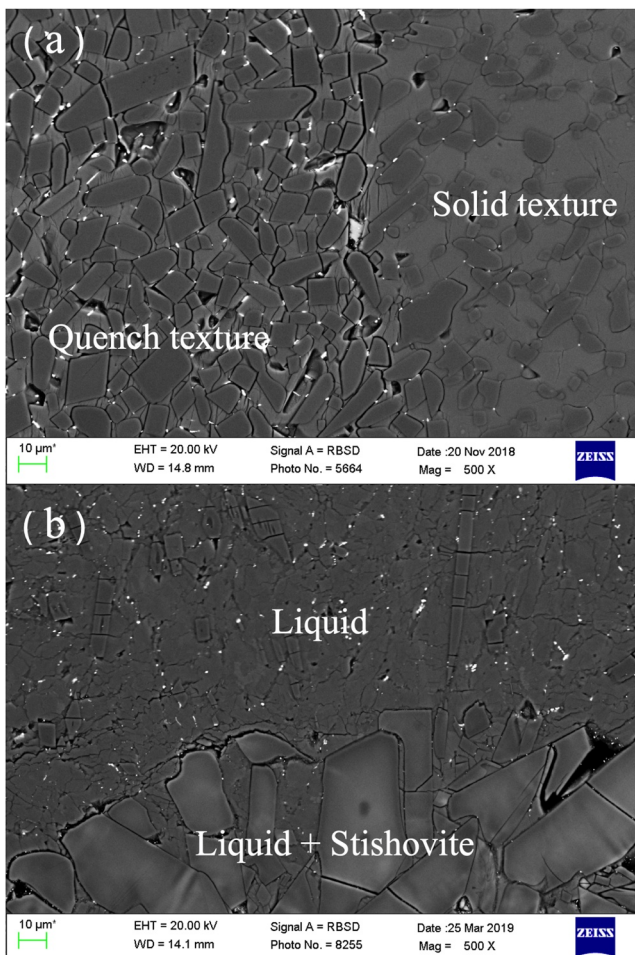 ( a )
Solid texture
Quench texture
10 µm*
EHT = 20.00 kV
Signal A = RBSD
Date :20 Nov 2018
WD = 14.8 mm
Photo No. = 5664
Mag = 500 X
ZEISS
( b )
Liquid
Liquid + Stishovite
10 µm*
EHT = 20.00 kV
Signal A = RBSD
Date :25 Mar 2019
WD = 14.1 mm
Photo No. = 8255
Mag = 500 X
ZEISS